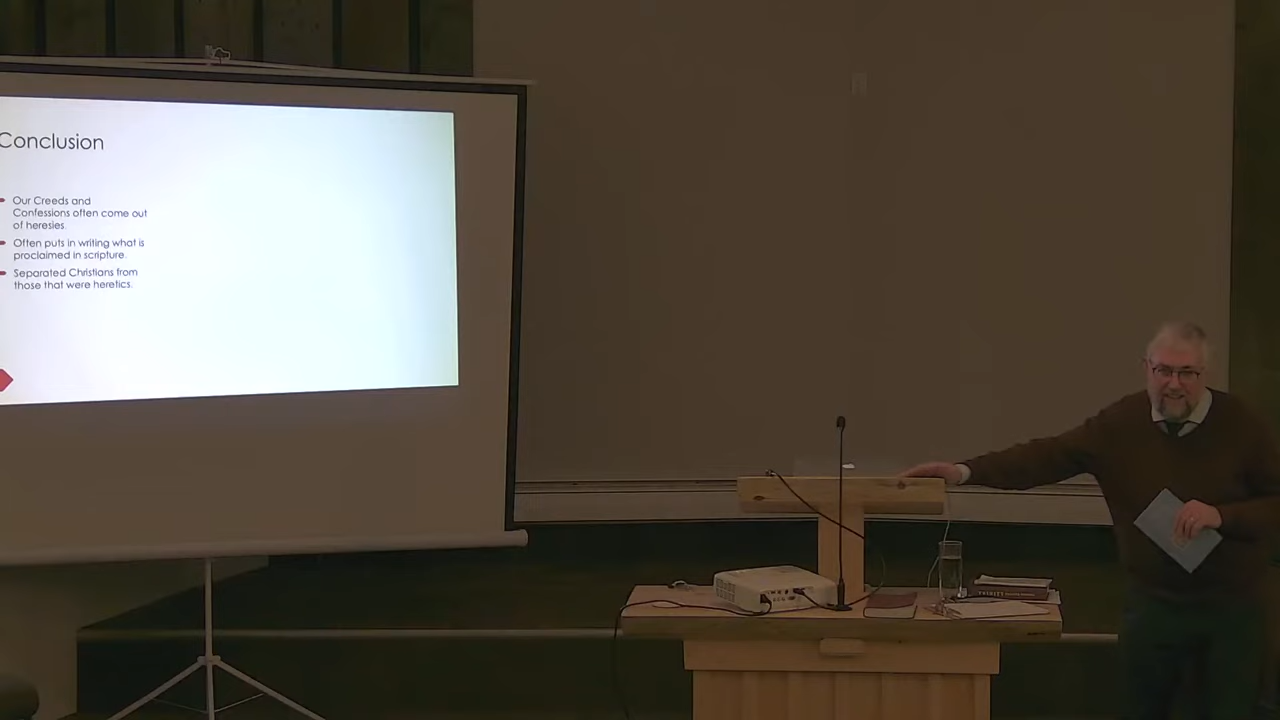 Conclusion
Our Creeds and
Confessions often come out
of heresies.
Often puts in writing what is
proclaimed in scripture.
Separated Christians from
those that were heretics.